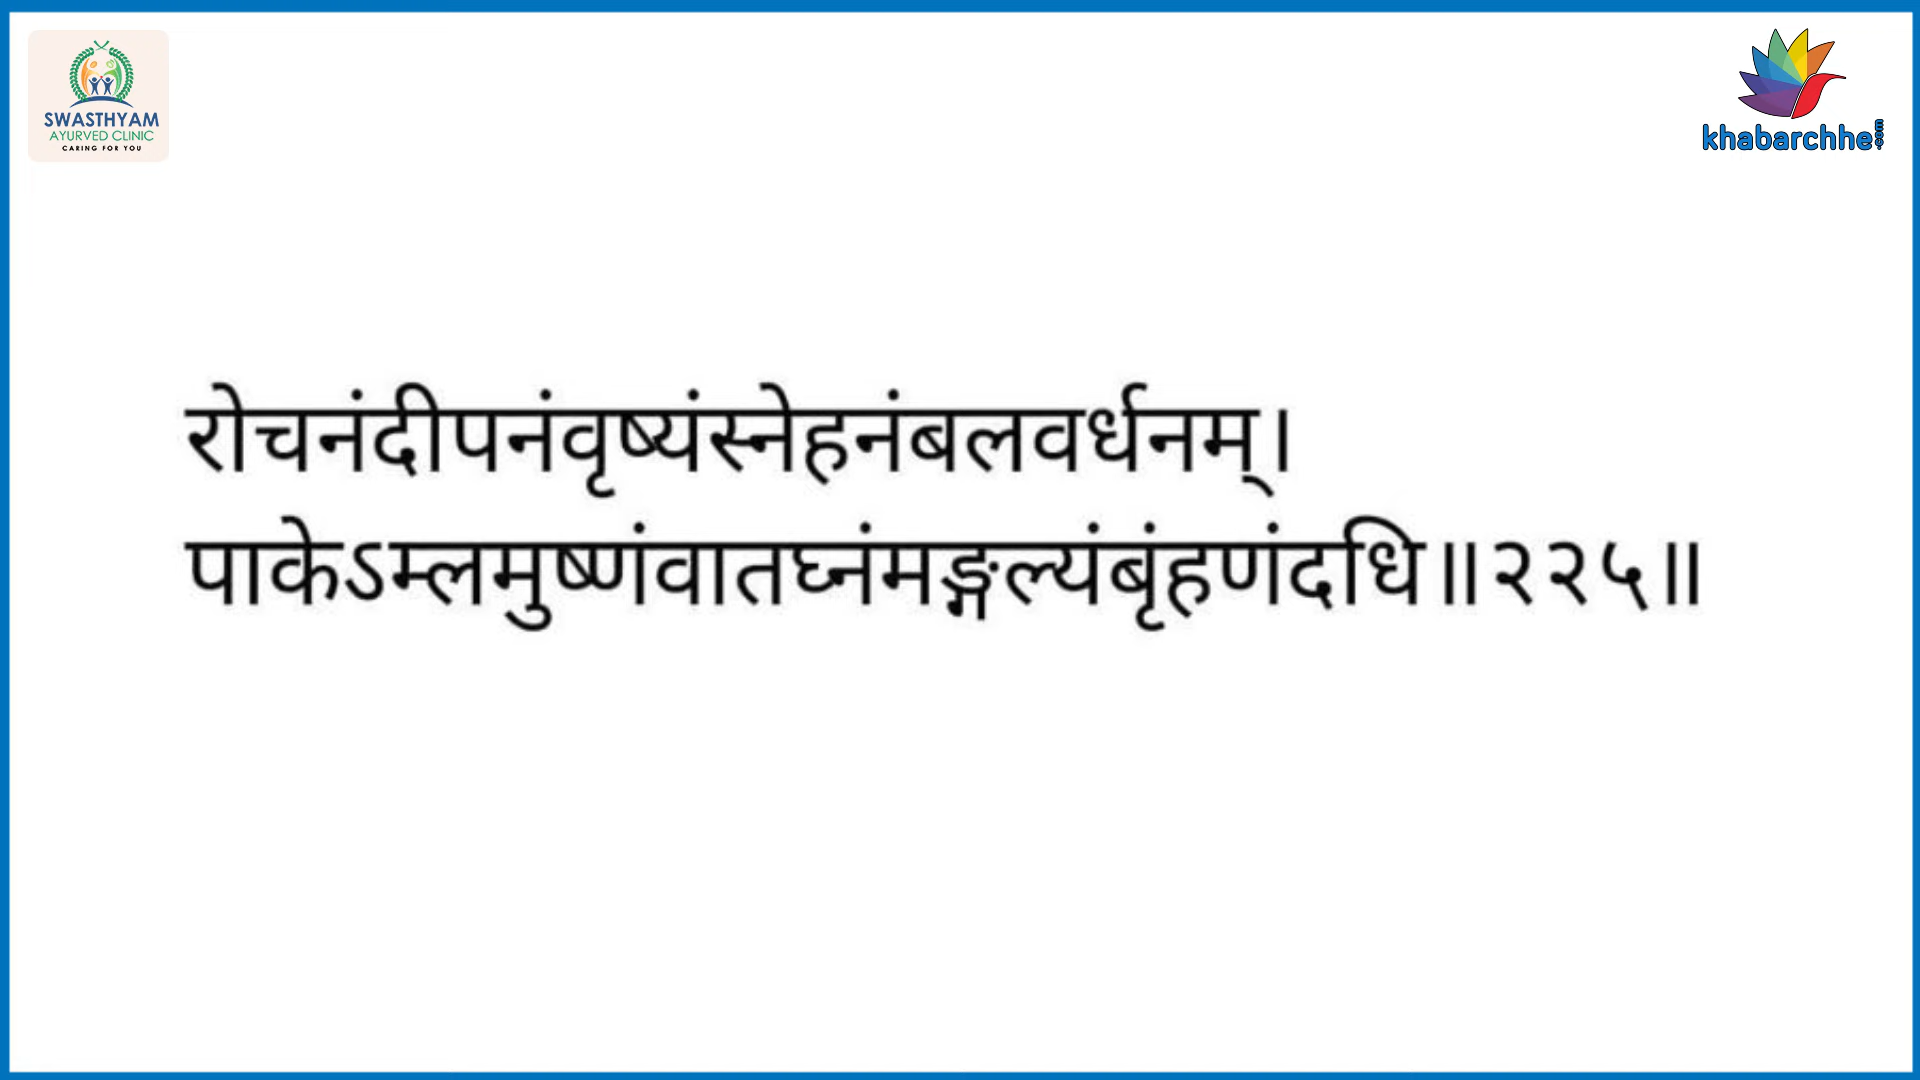 SWASTHYAM
AYURVED CLINIC
CARING FOR YOU
khabarchhe.com
रोचनंदीपनंवृष्यंस्नेहनंबलवर्धनम्।
पाकेऽम्लमुष्णंवातघ्नंमङ्गल्यंबृंहणंदधि॥२२५॥